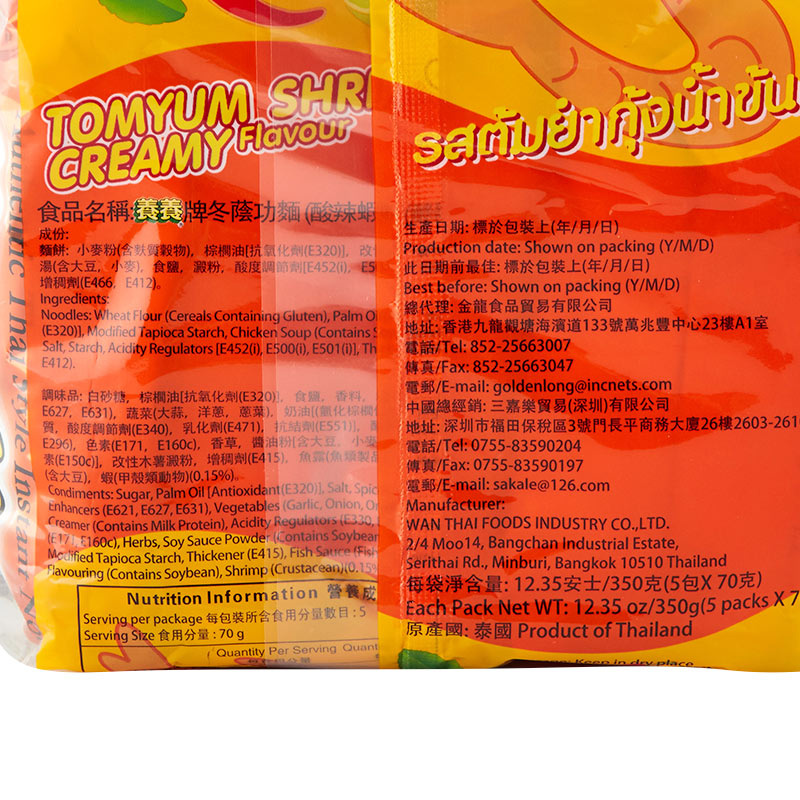 TOMYUM SHRI
CREAMY Flavour
食品名稱:養養牌冬蔭功麵(酸辣蝦
成份:
麵餅: 小麥粉(含麩質穀物), 棕櫚油[抗氧化劑(E320)], 改
湯(含大豆, 小麥), 食鹽, 澱粉, 酸度調節劑[E452(i), E5
增稠劑(E466, E412).
Ingredients:
Noodles: Wheat Flour (Cereals Containing Gluten), Palm Oi
(E320)], Modified Tapioca Starch, Chicken Soup (Contains S
Salt, Starch, Acidity Regulators [E452(i), E500(i), E501(i)], Th
E412).
調味品: 白砂糖, 棕櫚油[抗氧化劑(E320)], 食鹽, 香料,
E627, E631), 蔬菜(大蒜, 洋蔥, 蔥葉), 奶油[(氫化棕櫚
質, 酸度調節劑(E340), 乳化劑(E471), 抗結劑(E551)], 酸
E296), 色素(E171, E160c), 香草, 醬油粉[含大豆, 小麥
素(E150c)], 改性木薯澱粉, 增稠劑(E415), 魚露(魚類製品
(含大豆), 蝦(甲殼類動物)(0.15%).
Condiments: Sugar, Palm Oil [Antioxidant(E320)], Salt, Spic
Enhancers (E621, E627, E631), Vegetables (Garlic, Onion, On
Creamer (Contains Milk Protein), Acidity Regulators (E330, E
(E171, E160c), Herbs, Soy Sauce Powder (Contains Soybean
Modified Tapioca Starch, Thickener (E415), Fish Sauce (Fis
Flavouring (Contains Soybean), Shrimp (Crustacean)(0.15%
Nutrition Information 營養成
Serving per package 每包裝所含食用分量數目: 5
Serving Size 食用分量: 70 g
Quantity Per Serving Quant
Thai Style Instant No
รสต้มยำกุ้งน้ำข้น
生產日期: 標於包裝上(年/月/日)
Production date: Shown on packing (Y/M/D)
此日期前最佳: 標於包裝上(年/月/日)
Best before: Shown on packing (Y/M/D)
總代理: 金龍食品貿易有限公司
地址: 香港九龍觀塘海濱道133號萬兆豐中心23樓A1室
電話/Tel: 852-25663007
傳真/Fax: 852-25663047
電郵/E-mail: goldenlong@incnets.com
中國總經銷: 三嘉樂貿易(深圳)有限公司
地址: 深圳市福田保稅區3號門長平商務大廈26樓2603-261
電話/Tel: 0755-83590204
傳真/Fax: 0755-83590197
電郵/E-mail: sakale@126.com
Manufacturer:
WAN THAI FOODS INDUSTRY CO.,LTD.
2/4 Moo14, Bangchan Industrial Estate,
Serithai Rd., Minburi, Bangkok 10510 Thailand
每袋淨含量: 12.35安士/350克(5包X 70克)
Each Pack Net WT: 12.35 oz/350g(5 packs X 7
原產國: 泰國 Product of Thailand
Keep in dry place